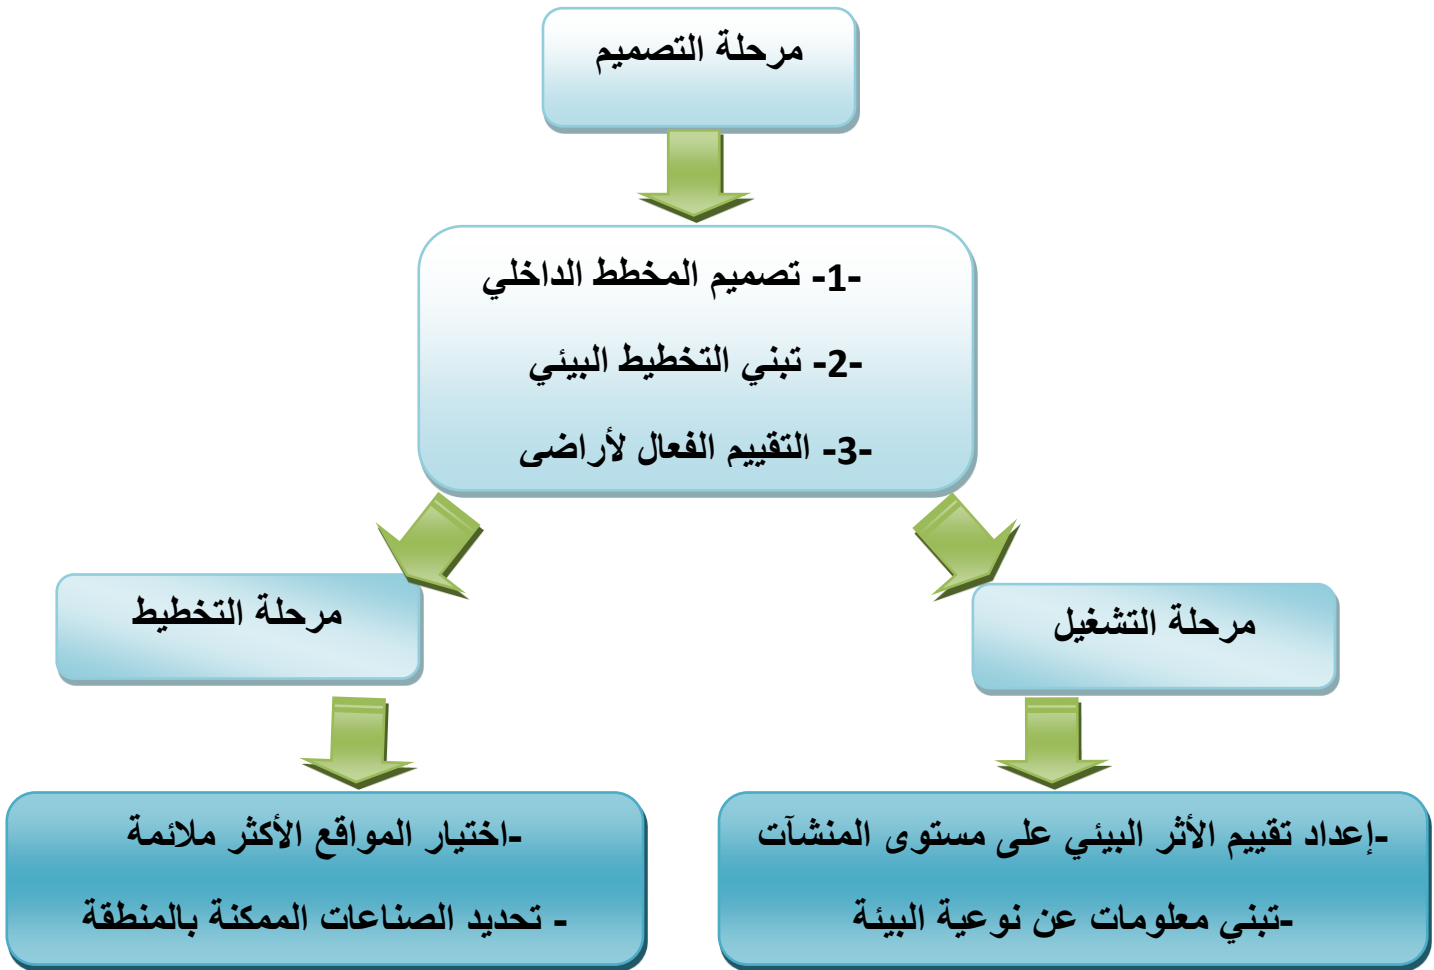 مرحلة التصميم
-1- تصميم المخطط الداخلي
-2- تبني التخطيط البيئي
-3- التقييم الفعال لأراضى
مرحلة التشغيل
مرحلة التخطيط
-إعداد تقييم الأثر البيئي على مستوى المنشآت
-تبني معلومات عن نوعية البيئة
-اختيار المواقع الأكثر ملائمة
- تحديد الصناعات الممكنة بالمنطقة